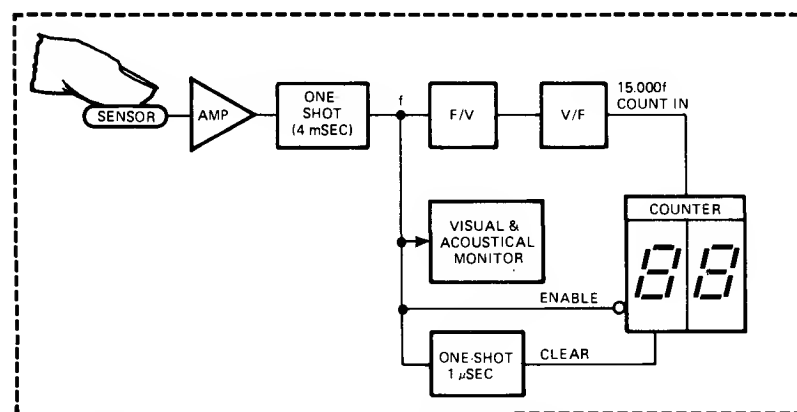 SENSOR
AMP
ONE-
SHOT
(4 mSEC)
f
F/V
V/F
15.000f
COUNT IN
VISUAL &
ACOUSTICAL
MONITOR
COUNTER
88
ENABLE
ONE-SHOT
1 µSEC
CLEAR